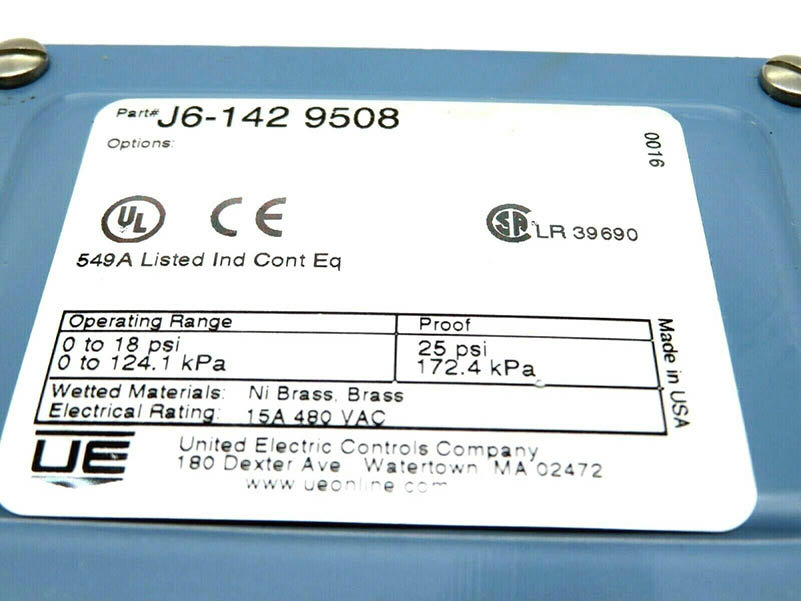 Part# J6-142 9508
Options:
0016
UL
CE
SA LR 39690
549A Listed Ind Cont Eq
Operating Range Proof
0 to 18 psi 25 psi
0 to 124.1 kPa 172.4 kPa
Wetted Materials: Ni Brass, Brass
Electrical Rating: 15A 480 VAC
Made in USA
UE
United Electric Controls Company
180 Dexter Ave Watertown MA 02472
www ueonline com